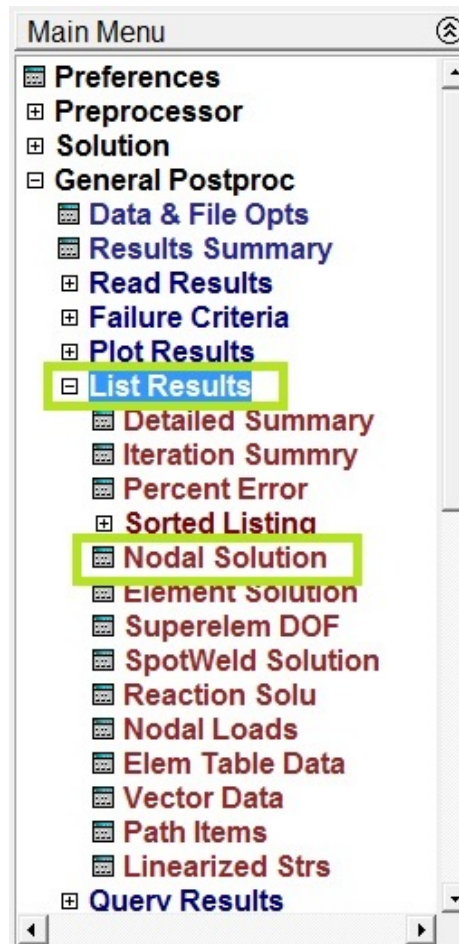 Main Menu
Preferences
Preprocessor
Solution
General Postproc
Data & File Opts
Results Summary
Read Results
Failure Criteria
Plot Results
List Results
Detailed Summary
Iteration Summry
Percent Error
Sorted Listing
Nodal Solution
Element Solution
Superelem DOF
SpotWeld Solution
Reaction Solu
Nodal Loads
Elem Table Data
Vector Data
Path Items
Linearized Strs
Query Results